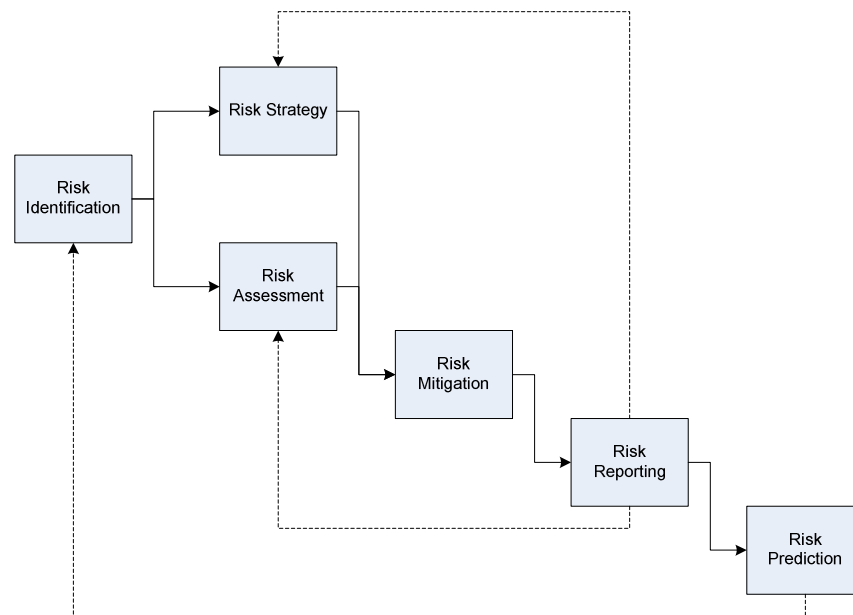 Risk Strategy
Risk
Identification
Risk
Assessment
Risk
Mitigation
Risk
Reporting
Risk
Prediction